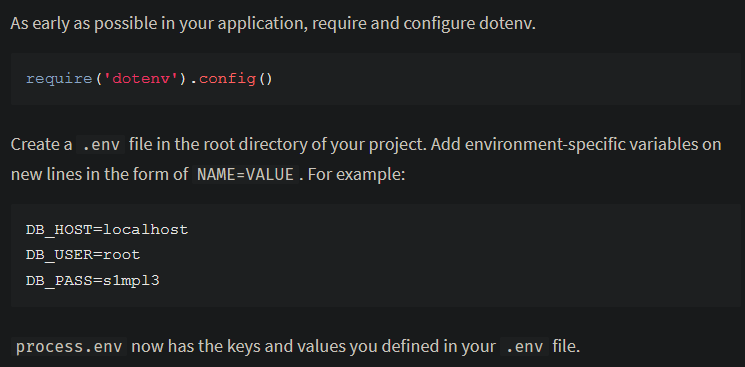 As early as possible in your application, require and configure dotenv.
require('dotenv').config()
Create a .env file in the root directory of your project. Add environment-specific variables on
new lines in the form of NAME=VALUE. For example:
DB_HOST=localhost
DB_USER=root
DB_PASS=s1mpl3
process.env now has the keys and values you defined in your .env file.